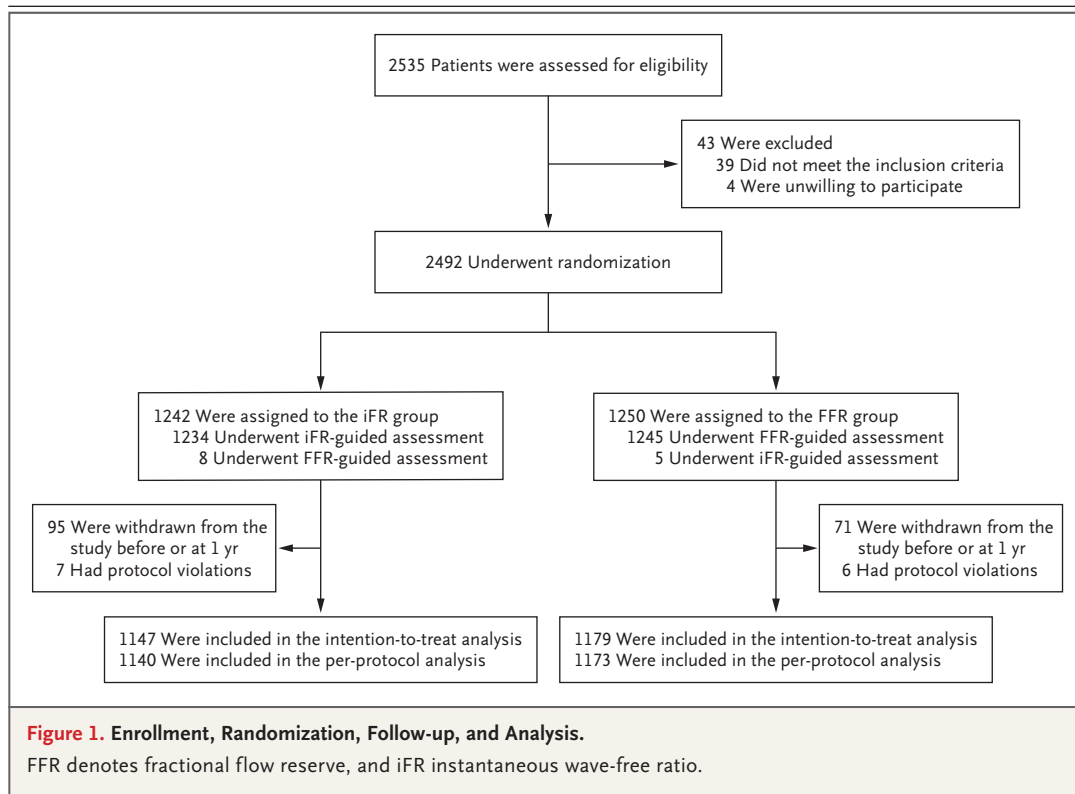 2535 Patients were assessed for eligibility
43 Were excluded
39 Did not meet the inclusion criteria
4 Were unwilling to participate
2492 Underwent randomization
1242 Were assigned to the iFR group
1234 Underwent iFR-guided assessment
8 Underwent FFR-guided assessment
1250 Were assigned to the FFR group
1245 Underwent FFR-guided assessment
5 Underwent iFR-guided assessment
95 Were withdrawn from the
study before or at 1 yr
7 Had protocol violations
71 Were withdrawn from the
study before or at 1 yr
6 Had protocol violations
1147 Were included in the intention-to-treat analysis
1140 Were included in the per-protocol analysis
1179 Were included in the intention-to-treat analysis
1173 Were included in the per-protocol analysis
Figure 1. Enrollment, Randomization, Follow-up, and Analysis.
FFR denotes fractional flow reserve, and iFR instantaneous wave-free ratio.